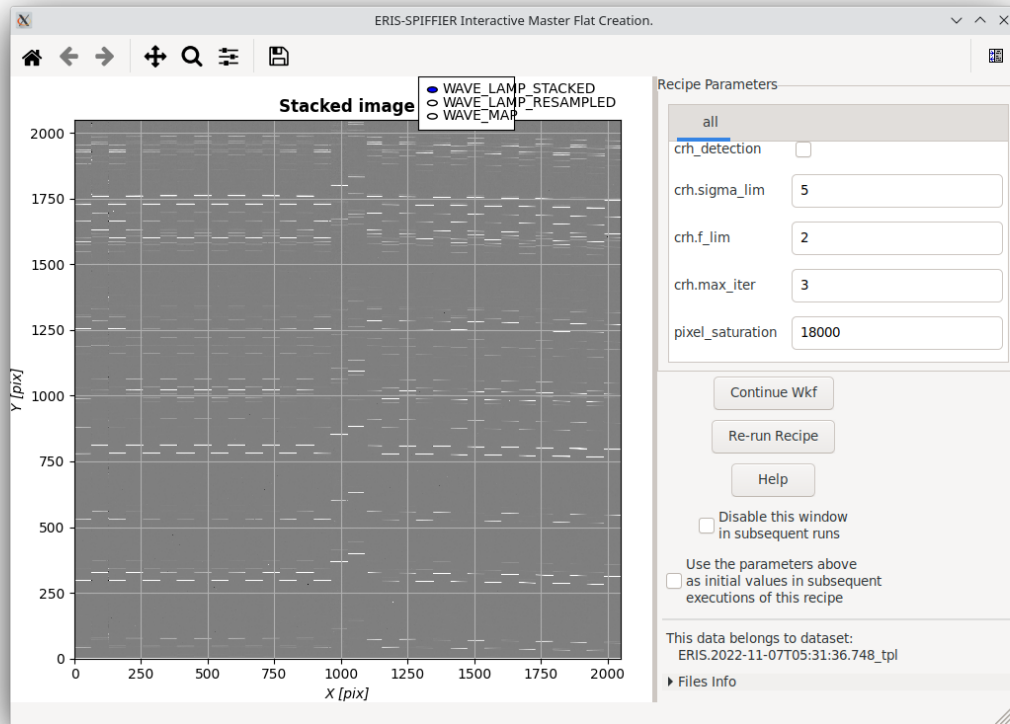 ERIS-SPIFFIER Interactive Master Flat Creation.
WAVE_LAMP_STACKED
WAVE_LAMP_RESAMPLED
WAVE_MAP
Stacked image
2000
1750
1500
1250
1000
750
500
250
0
Y [pix]
0 250 500 750 1000 1250 1500 1750 2000
X [pix]
Recipe Parameters
all
crh_detection
crh.sigma_lim 5
crh.f_lim 2
crh.max_iter 3
pixel_saturation 18000
Continue Wkf
Re-run Recipe
Help
Disable this window
in subsequent runs
Use the parameters above
as initial values in subsequent
executions of this recipe
This data belongs to dataset:
ERIS.2022-11-07T05:31:36.748_tpl
Files Info